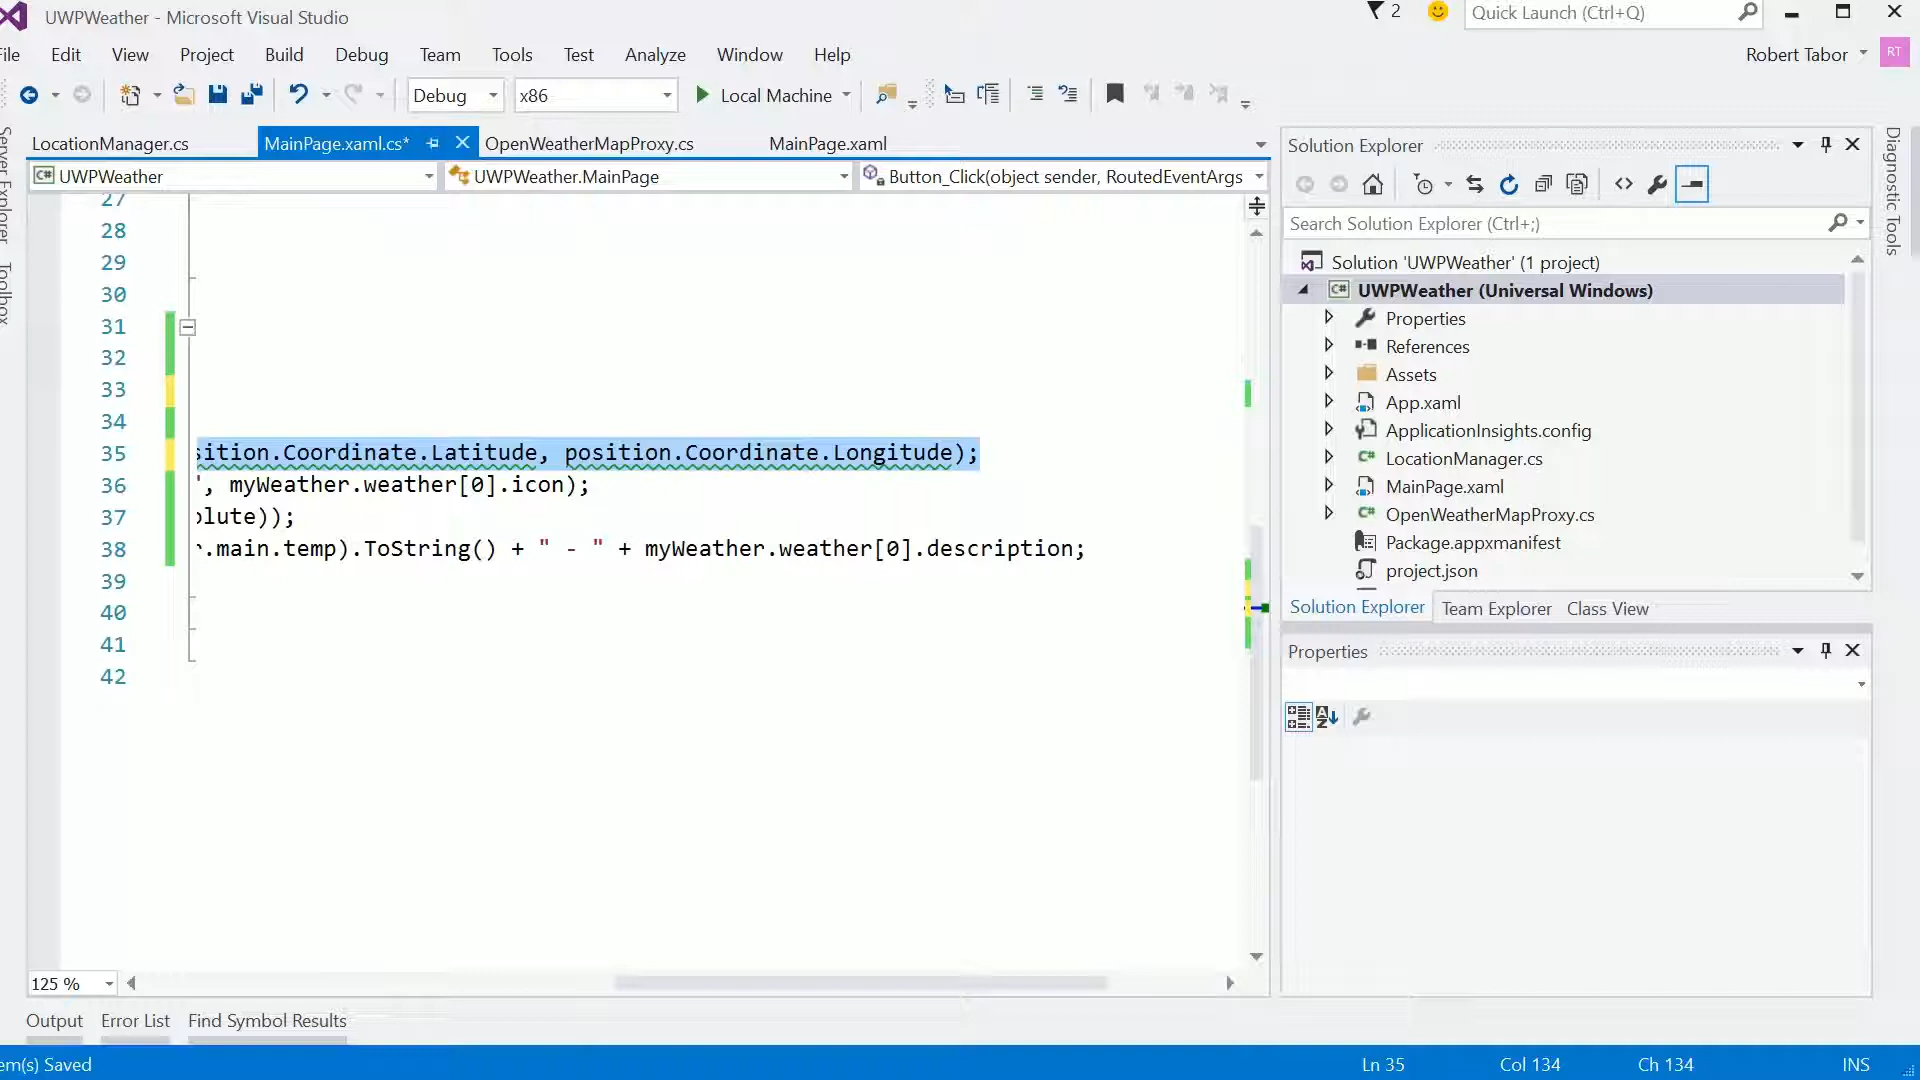 UWPWeather - Microsoft Visual Studio
2
Quick Launch (Ctrl+Q)
File Edit View Project Build Debug Team Tools Test Analyze Window Help
Robert Tabor
RT
Debug x86 Local Machine
Server Explorer
Toolbox
LocationManager.cs MainPage.xaml.cs* OpenWeatherMapProxy.cs MainPage.xaml
UWPWeather UWPWeather.MainPage Button_Click(object sender, RoutedEventArgs
27
28
29
30
31
32
33
34
35 sition.Coordinate.Latitude, position.Coordinate.Longitude);
36 ", myWeather.weather[0].icon);
37 olute));
38 r.main.temp).ToString() + " - " + myWeather.weather[0].description;
39
40
41
42
125 %
Solution Explorer
Search Solution Explorer (Ctrl+;)
Solution 'UWPWeather' (1 project)
C# UWPWeather (Universal Windows)
Properties
References
Assets
App.xaml
ApplicationInsights.config
C# LocationManager.cs
MainPage.xaml
C# OpenWeatherMapProxy.cs
Package.appxmanifest
project.json
Solution Explorer Team Explorer Class View
Properties
Diagnostic Tools
Output Error List Find Symbol Results
em(s) Saved
Ln 35 Col 134 Ch 134 INS